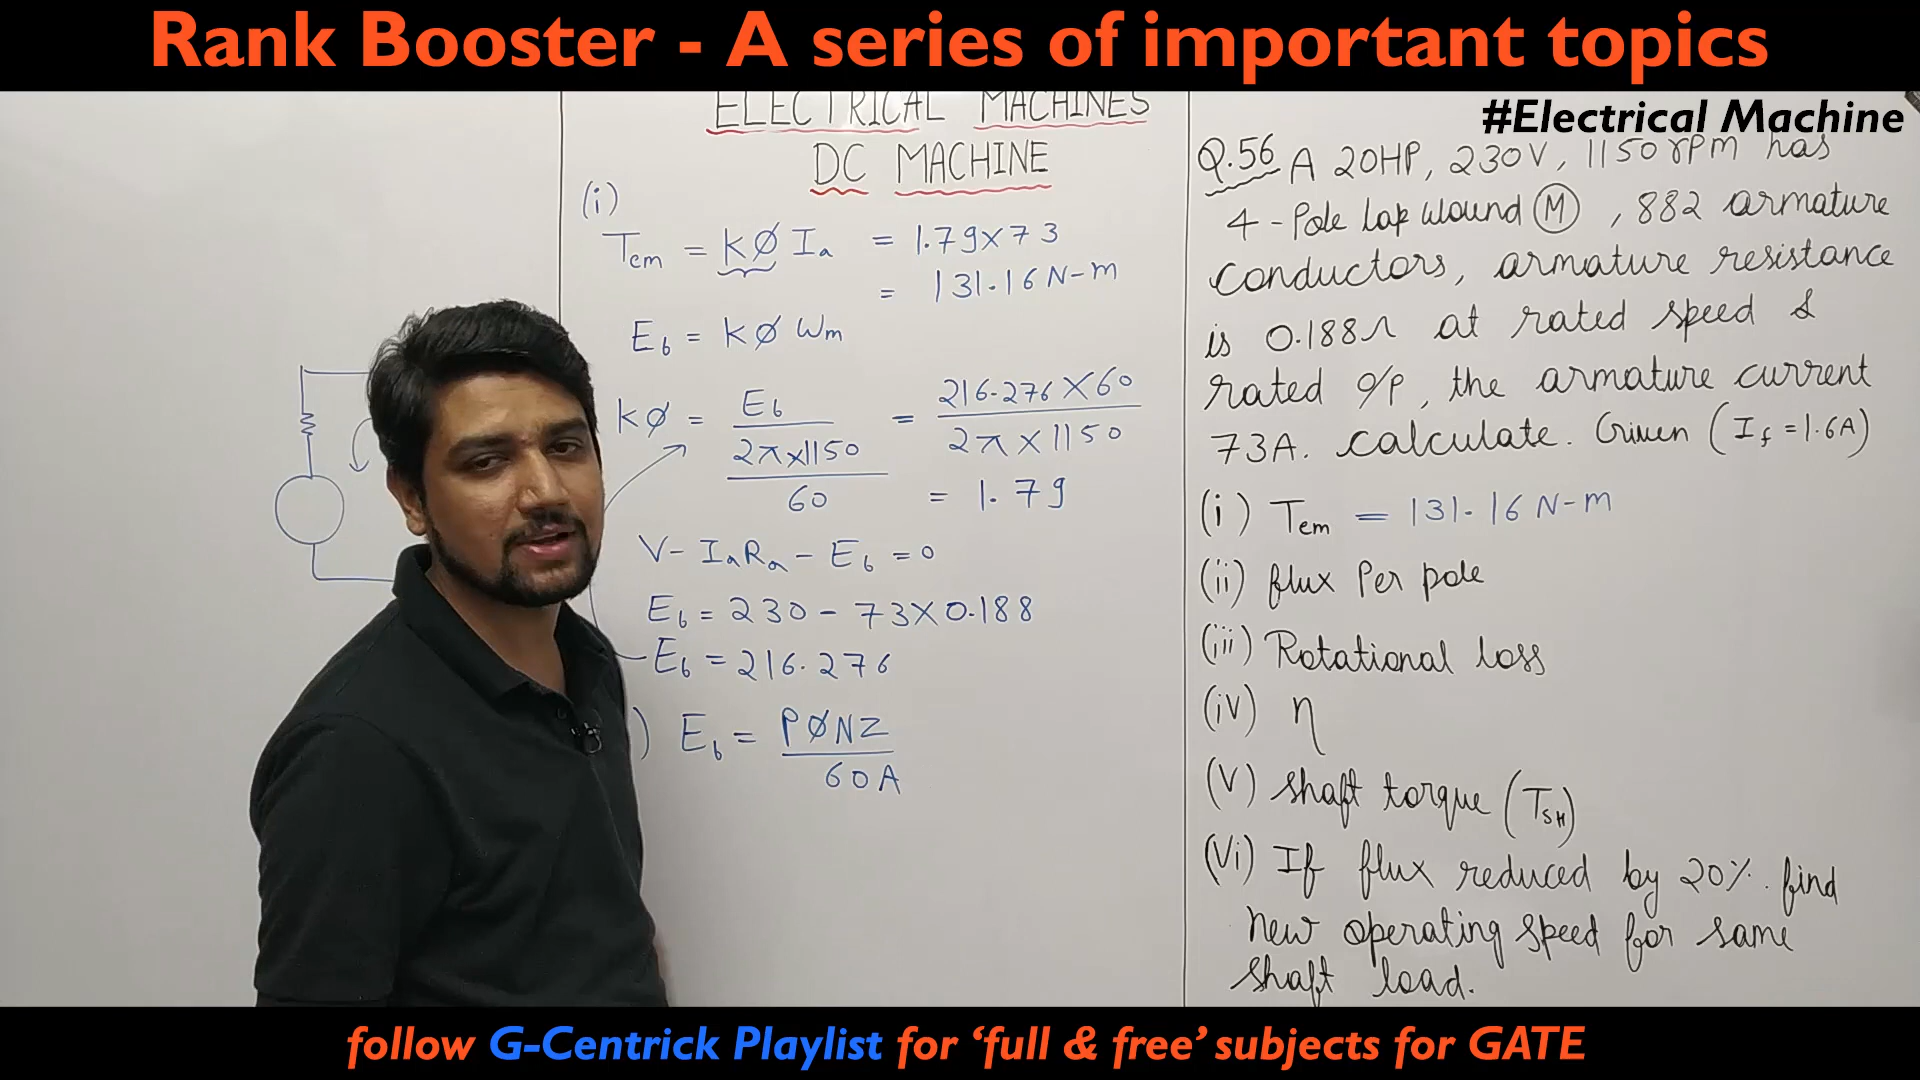 Rank Booster - A series of important topics
#Electrical Machine
ELECTRICAL MACHINES
DC MACHINE
(i)
Tem = kØ Ia = 1.79×73
= 131.16 N-m
Eb = kØ Wm
kØ = Eb / (2π×1150 / 60) = 216.276 × 60 / 2π × 1150
= 1.79
V - IaRa - Eb = 0
Eb = 230 - 73×0.188
Eb = 216.276
) Eb = PØNZ / 60A
Q.56 A 20HP, 230V, 1150rpm has
4-Pole lap wound (M), 882 armature
conductors, armature resistance
is 0.188Ω at rated speed &
rated o/p, the armature current
73A. calculate. Given (If = 1.6A)
(i) Tem = 131.16 N-m
(ii) flux Per pole
(iii) Rotational loss
(iv) η
(V) shaft torque (TSH)
(Vi) If flux reduced by 20%. find
new operating speed for same
shaft load.
follow G-Centrick Playlist for ‘full & free’ subjects for GATE